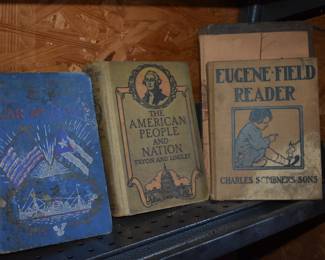 THE
AMERICAN
PEOPLE
AND
NATION
TRYON AND LINGLEY
EUGENE · FIELD
READER
CHARLES SCRIBNER'S SONS